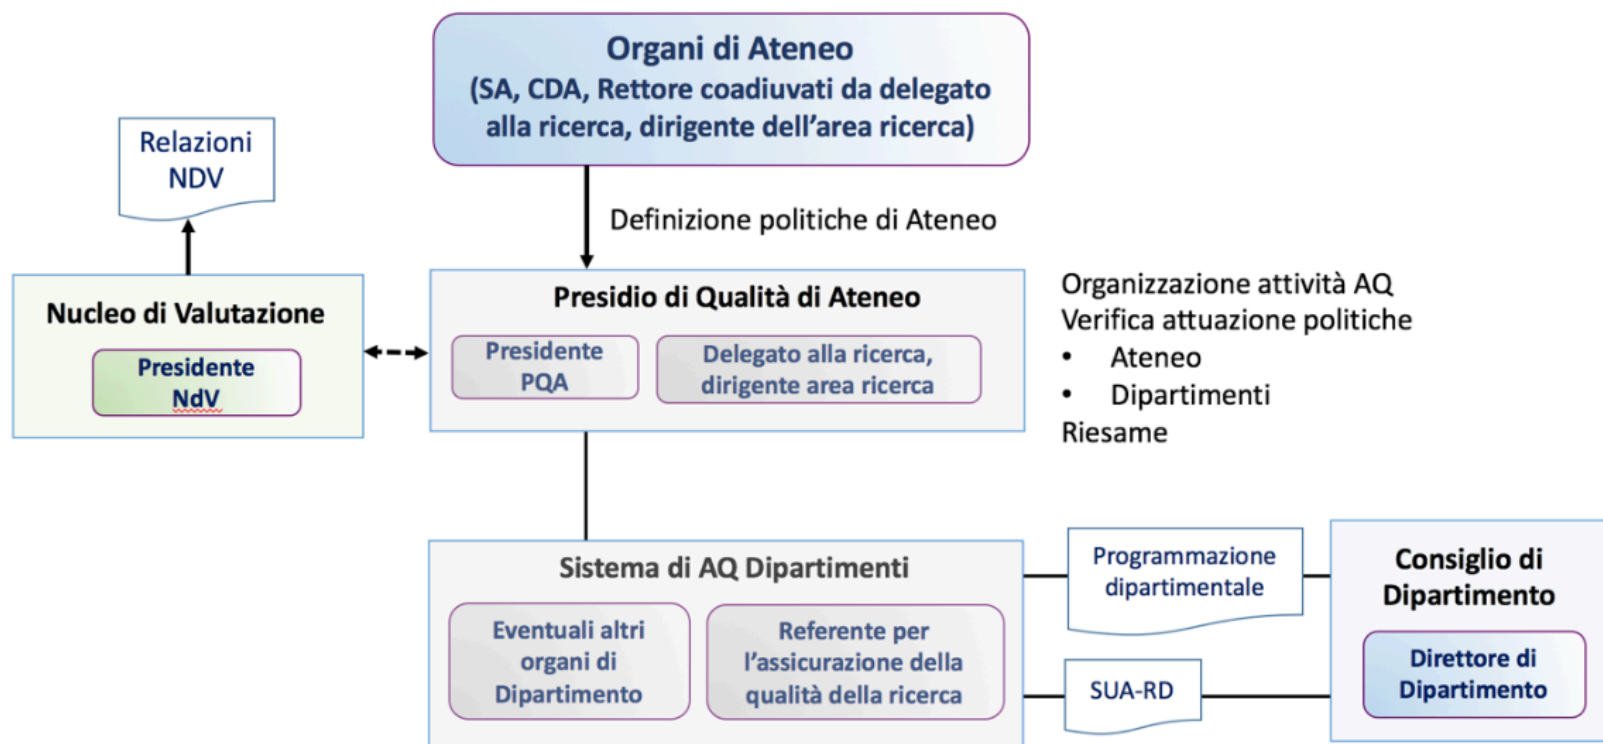 Organi di Ateneo
(SA, CDA, Rettore coadiuvati da delegato
alla ricerca, dirigente dell'area ricerca)
Relazioni
NDV
Definizione politiche di Ateneo
Nucleo di Valutazione
Presidente
NdV
Presidio di Qualità di Ateneo
Presidente
PQA
Delegato alla ricerca,
dirigente area ricerca
Organizzazione attività AQ
Verifica attuazione politiche
• Ateneo
• Dipartimenti
Riesame
Sistema di AQ Dipartimenti
Eventuali altri
organi di
Dipartimento
Referente per
l'assicurazione della
qualità della ricerca
Programmazione
dipartimentale
SUA-RD
Consiglio di
Dipartimento
Direttore di
Dipartimento